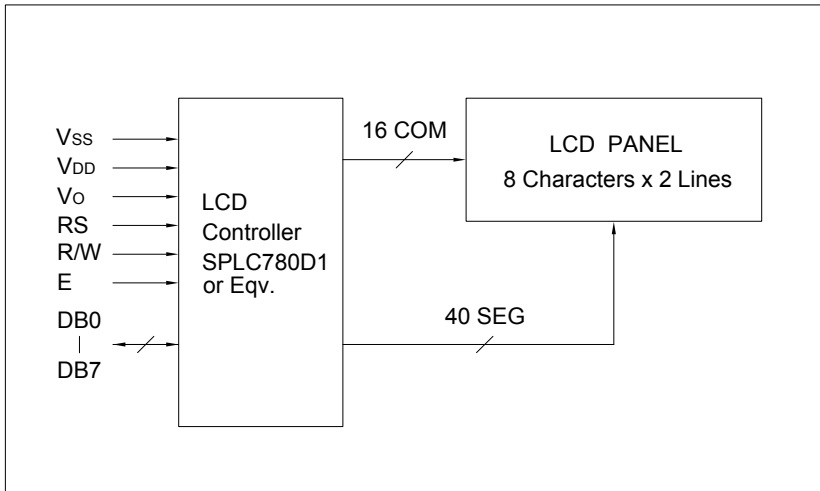 VSS
VDD
VO
RS
R/W
E
DB0
DB7
LCD
Controller
SPLC780D1
or Eqv.
16 COM
40 SEG
LCD PANEL
8 Characters x 2 Lines